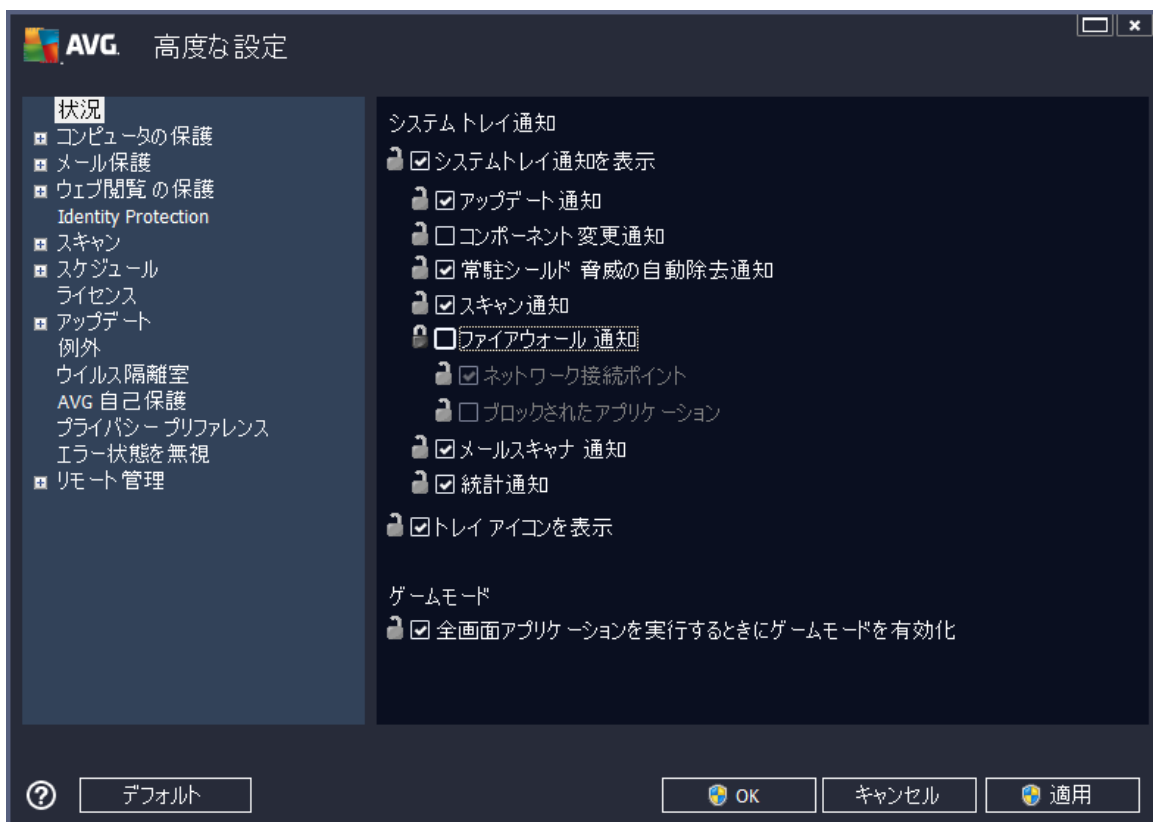 AVG. 高度な設定
状況
コンピュータの保護
メール保護
ウェブ閲覧 の保護
Identity Protection
スキャン
スケジュール
ライセンス
アップデート
例外
ウイルス隔離室
AVG 自己保護
プライバシー プリファレンス
エラー状態を無視
リモート管理
システム トレイ通知
システムトレイ通知を表示
アップデート 通知
コンポーネント 変更通知
常駐シールド 脅威の自動除去通知
スキャン通知
ファイアウォール 通知
ネットワーク接続ポイント
ブロックされたアプリケーション
メールスキャナ 通知
統計通知
トレイ アイコンを表示
ゲームモード
全画面アプリケーションを実行するときにゲームモードを有効化
デフォルト
OK
キャンセル
適用